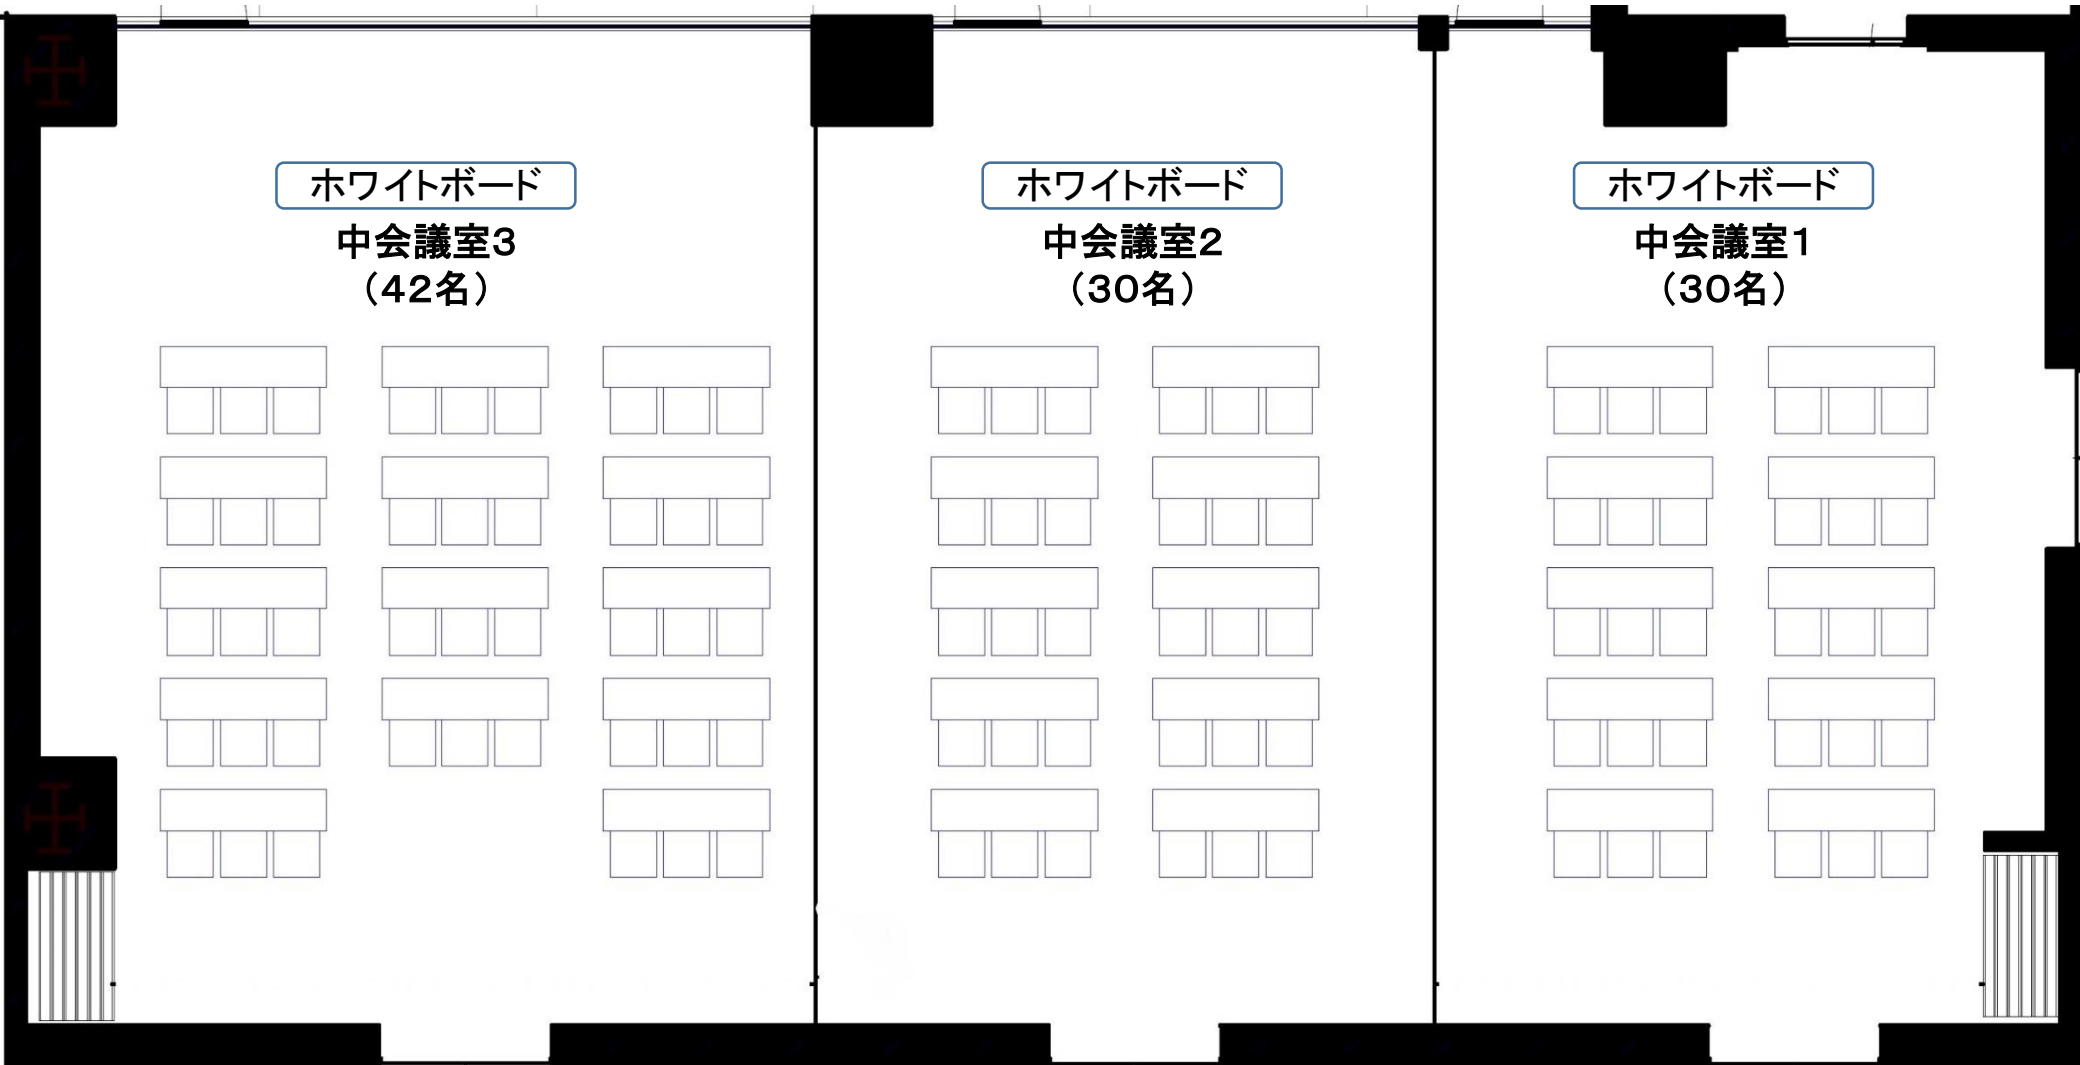 ホワイトボード
中会議室3
（42名）
ホワイトボード
中会議室2
（30名）
ホワイトボード
中会議室1
（30名）